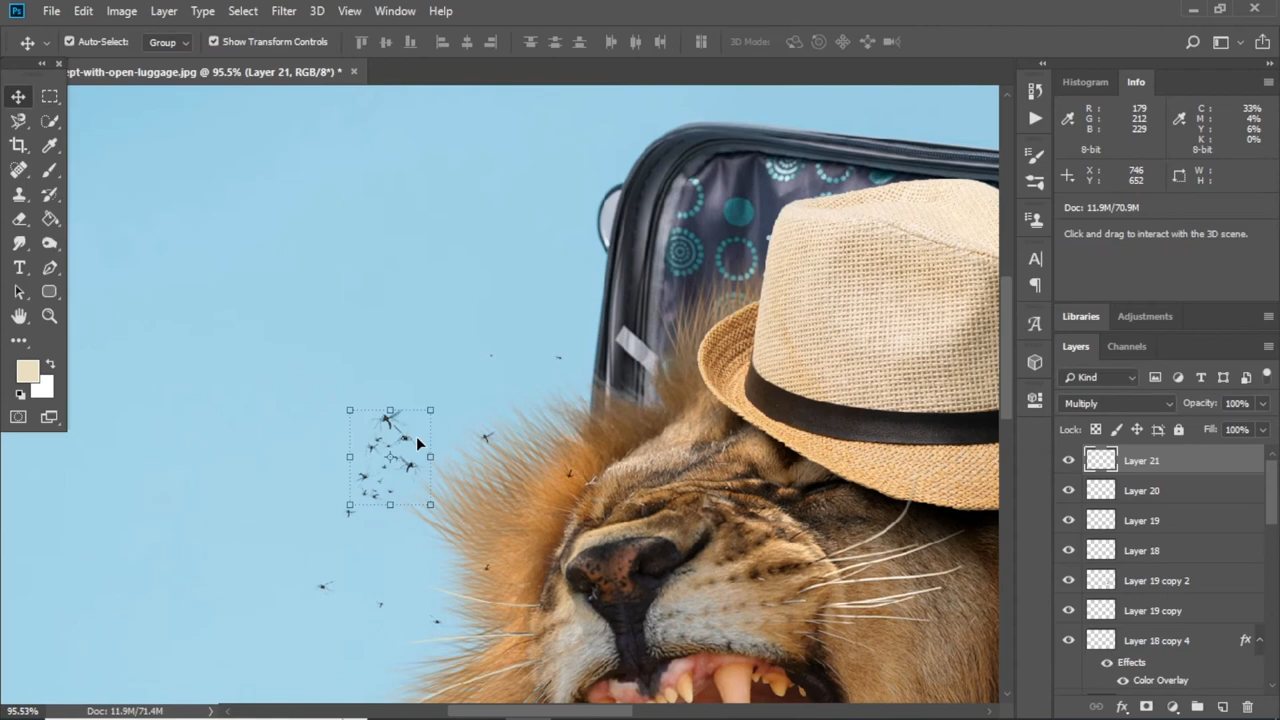 Ps File Edit Image Layer Type Select Filter 3D View Window Help
Auto-Select: Group Show Transform Controls 3D Mode:
ept-with-open-luggage.jpg @ 95.5% (Layer 21, RGB/8*) * ×
Histogram Info
R : 179 C : 33%
G : 212 M : 4%
B : 229 Y : 6%
K : 0%
8-bit 8-bit
X : 746 W :
Y : 652 H :
Doc: 11.9M/70.9M
Click and drag to interact with the 3D scene.
Libraries Adjustments
Layers Channels
Kind
Multiply Opacity: 100%
Lock: Fill: 100%
Layer 21
Layer 20
Layer 19
Layer 18
Layer 19 copy 2
Layer 19 copy
Layer 18 copy 4 fx
Effects
Color Overlay
95.53% Doc: 11.9M/71.4M